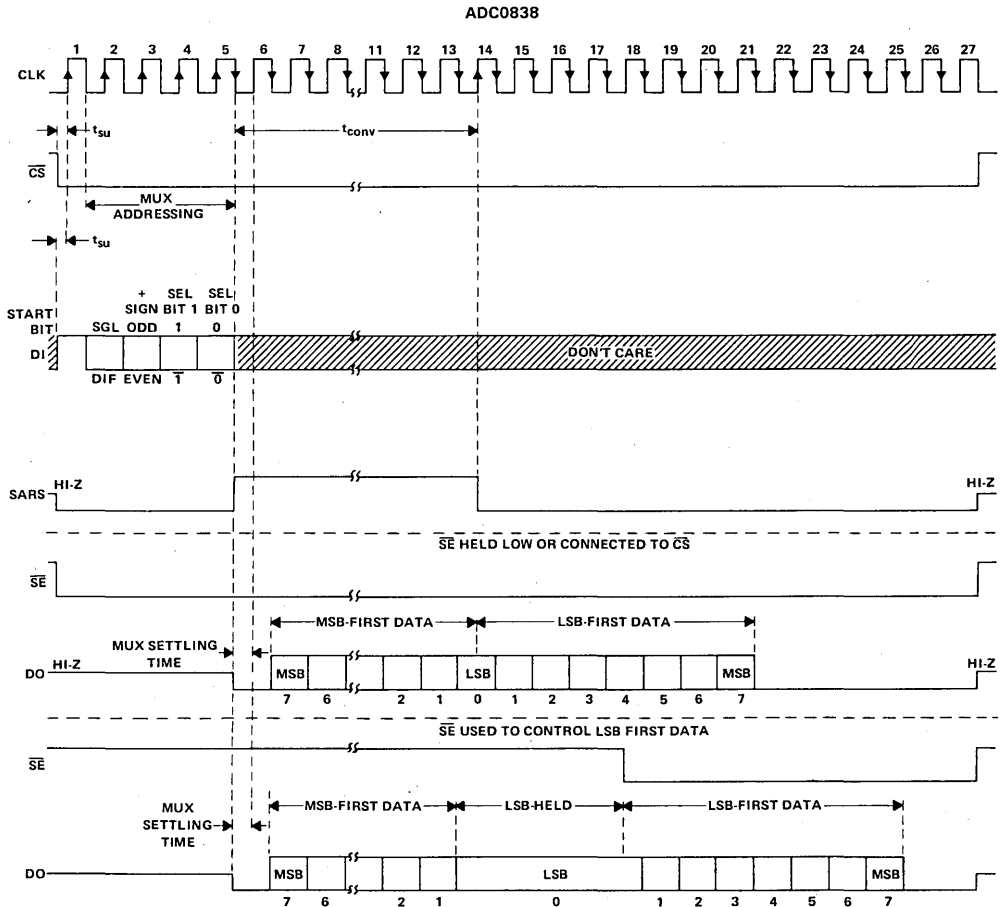 ADC0838
1 2 3 4 5 6 7 8 11 12 13 14 15 16 17 18 19 20 21 22 23 24 25 26 27
CLK
tsu
tconv
C̅S̅
MUX
ADDRESSING
tsu
+ SEL SEL
START SIGN BIT 1 BIT 0
BIT SGL ODD 1 0
DI DON'T CARE
DIF EVEN 1̅ 0̅
HI-Z HI-Z
SARS
S̅E̅ HELD LOW OR CONNECTED TO C̅S̅
S̅E̅
MSB-FIRST DATA LSB-FIRST DATA
MUX SETTLING
TIME
DO HI-Z MSB LSB MSB HI-Z
7 6 2 1 0 1 2 3 4 5 6 7
S̅E̅ USED TO CONTROL LSB FIRST DATA
S̅E̅
MSB-FIRST DATA LSB-HELD LSB-FIRST DATA
MUX
SETTLING
TIME
DO MSB LSB MSB
7 6 2 1 0 1 2 3 4 5 6 7